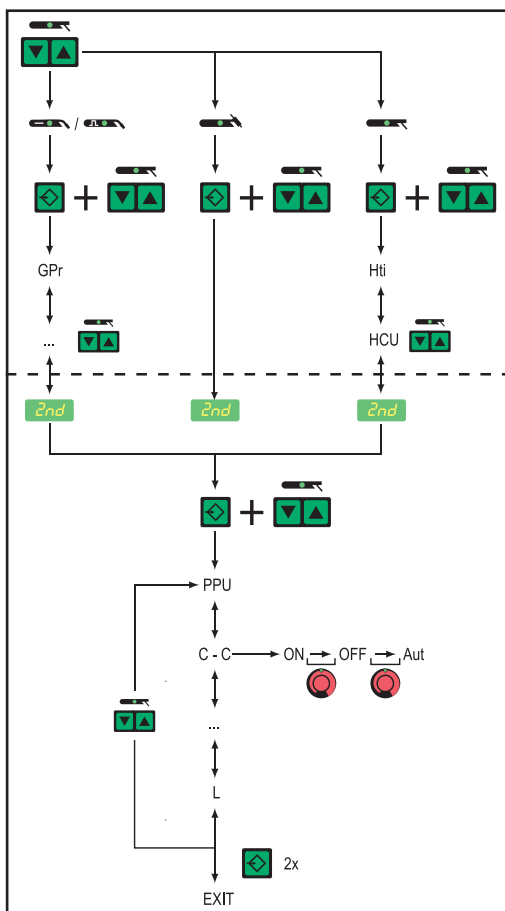 /
+ + +
GPr Hti
... HCU
2nd 2nd 2nd
+
PPU
C - C ON OFF Aut
...
L
2x
EXIT